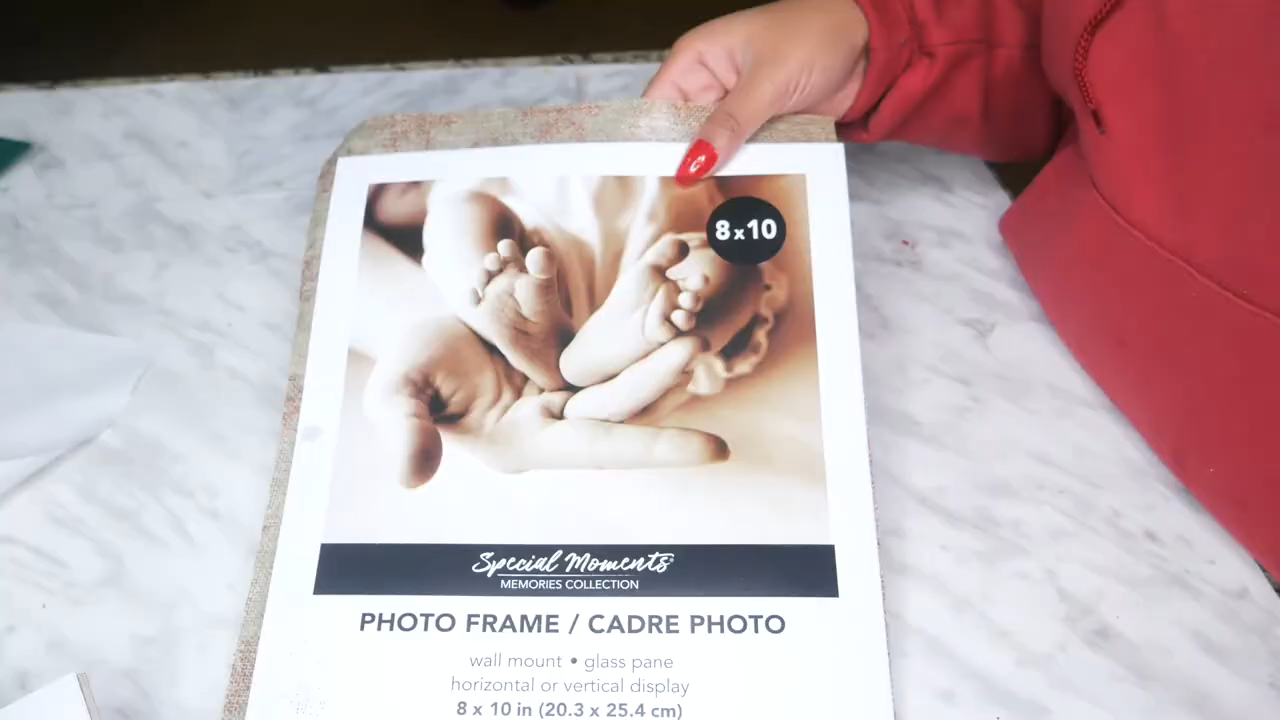 8x10
Special Moments®
MEMORIES COLLECTION
PHOTO FRAME / CADRE PHOTO
wall mount • glass pane
horizontal or vertical display
8 x 10 in (20.3 x 25.4 cm)